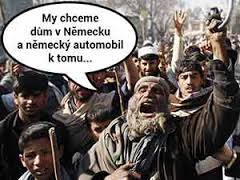 My chceme
dům v Německu
a německý automobil
k tomu...